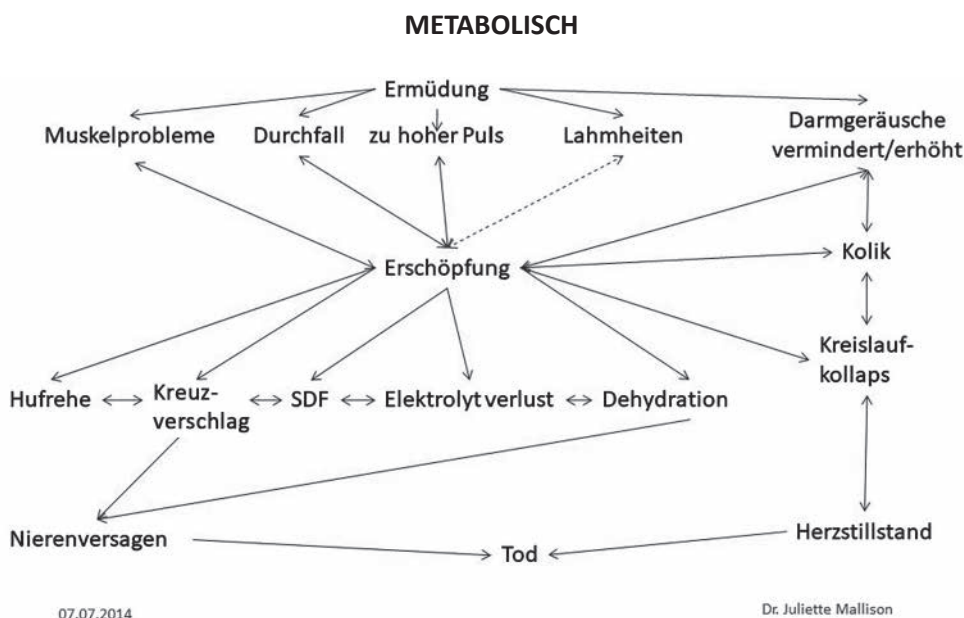 METABOLISCH
Ermüdung
Muskelprobleme
Durchfall
zu hoher Puls
Lahmheiten
Darmgeräusche
vermindert/erhöht
Erschöpfung
Kolik
Kreislauf-
kollaps
Hufrehe
Kreuz-
verschlag
SDF
Elektrolyt verlust
Dehydration
Nierenversagen
Tod
Herzstillstand
07.07.2014
Dr. Juliette Mallison